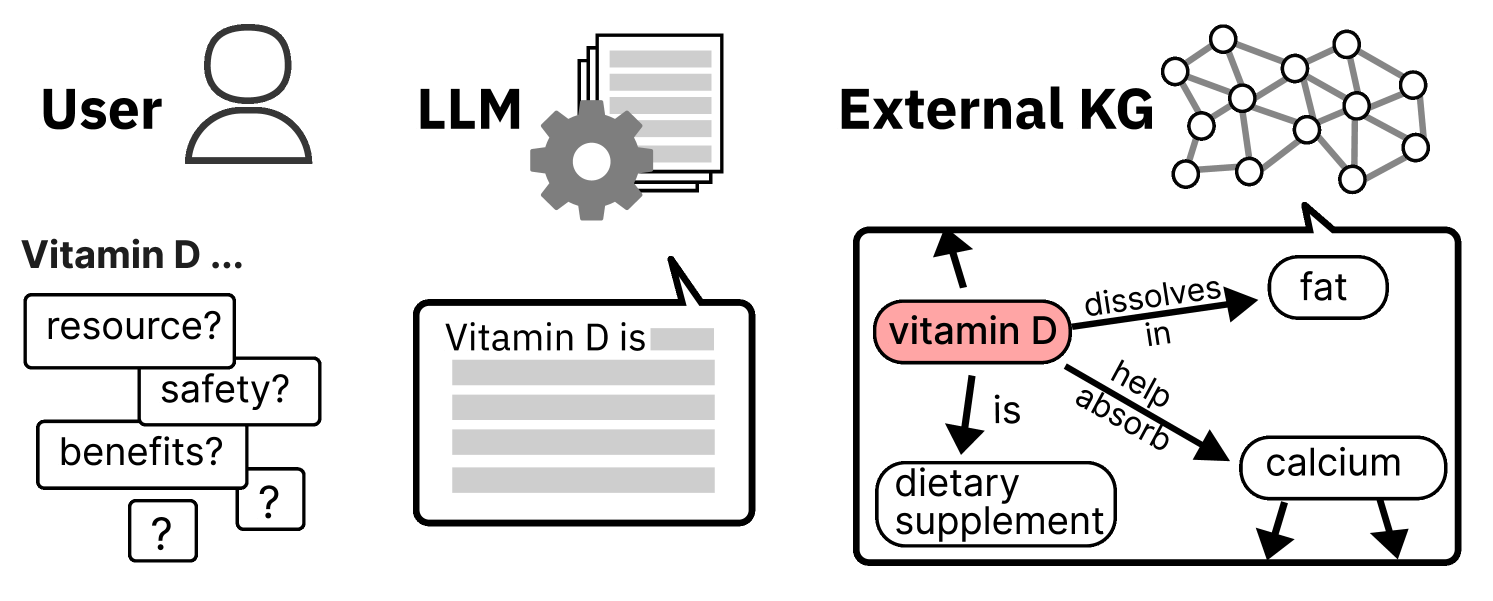 User
LLM
External KG
Vitamin D ...
resource?
safety?
benefits?
?
?
Vitamin D is
vitamin D
dissolves
in
fat
help
absorb
is
dietary
supplement
calcium